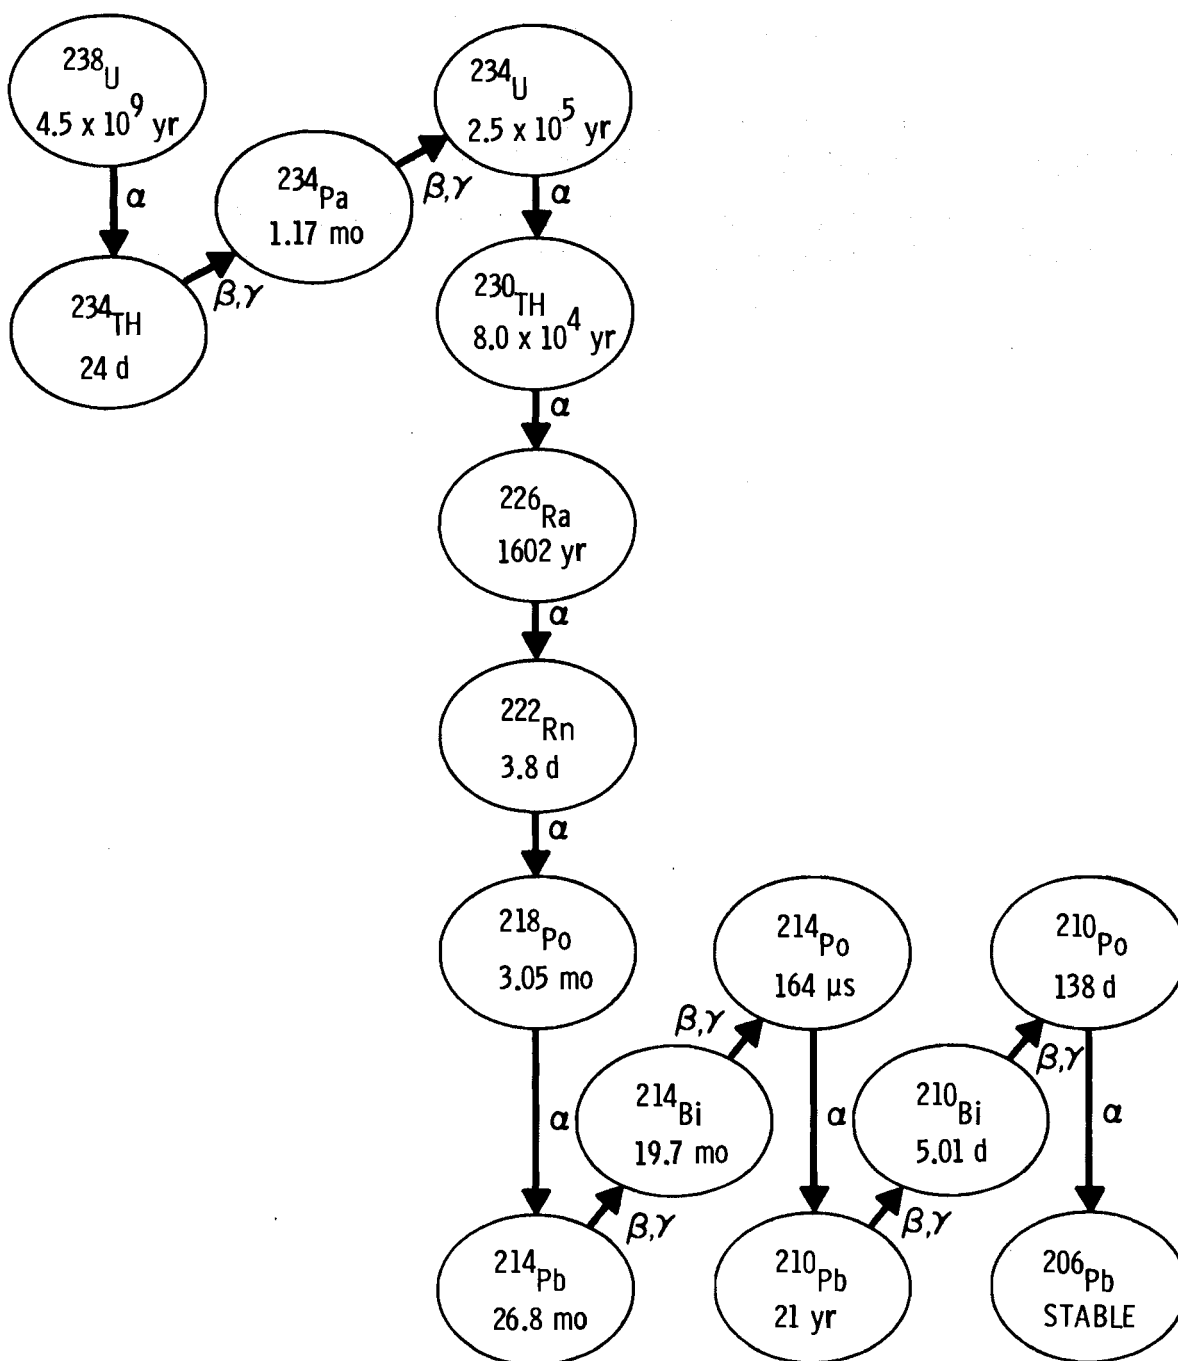 238U
4.5 x 10^9 yr
α
234TH
24 d
β,γ
234Pa
1.17 mo
β,γ
234U
2.5 x 10^5 yr
α
230TH
8.0 x 10^4 yr
α
226Ra
1602 yr
α
222Rn
3.8 d
α
218Po
3.05 mo
α
214Pb
26.8 mo
β,γ
214Bi
19.7 mo
β,γ
214Po
164 μs
α
210Pb
21 yr
β,γ
210Bi
5.01 d
β,γ
210Po
138 d
α
206Pb
STABLE